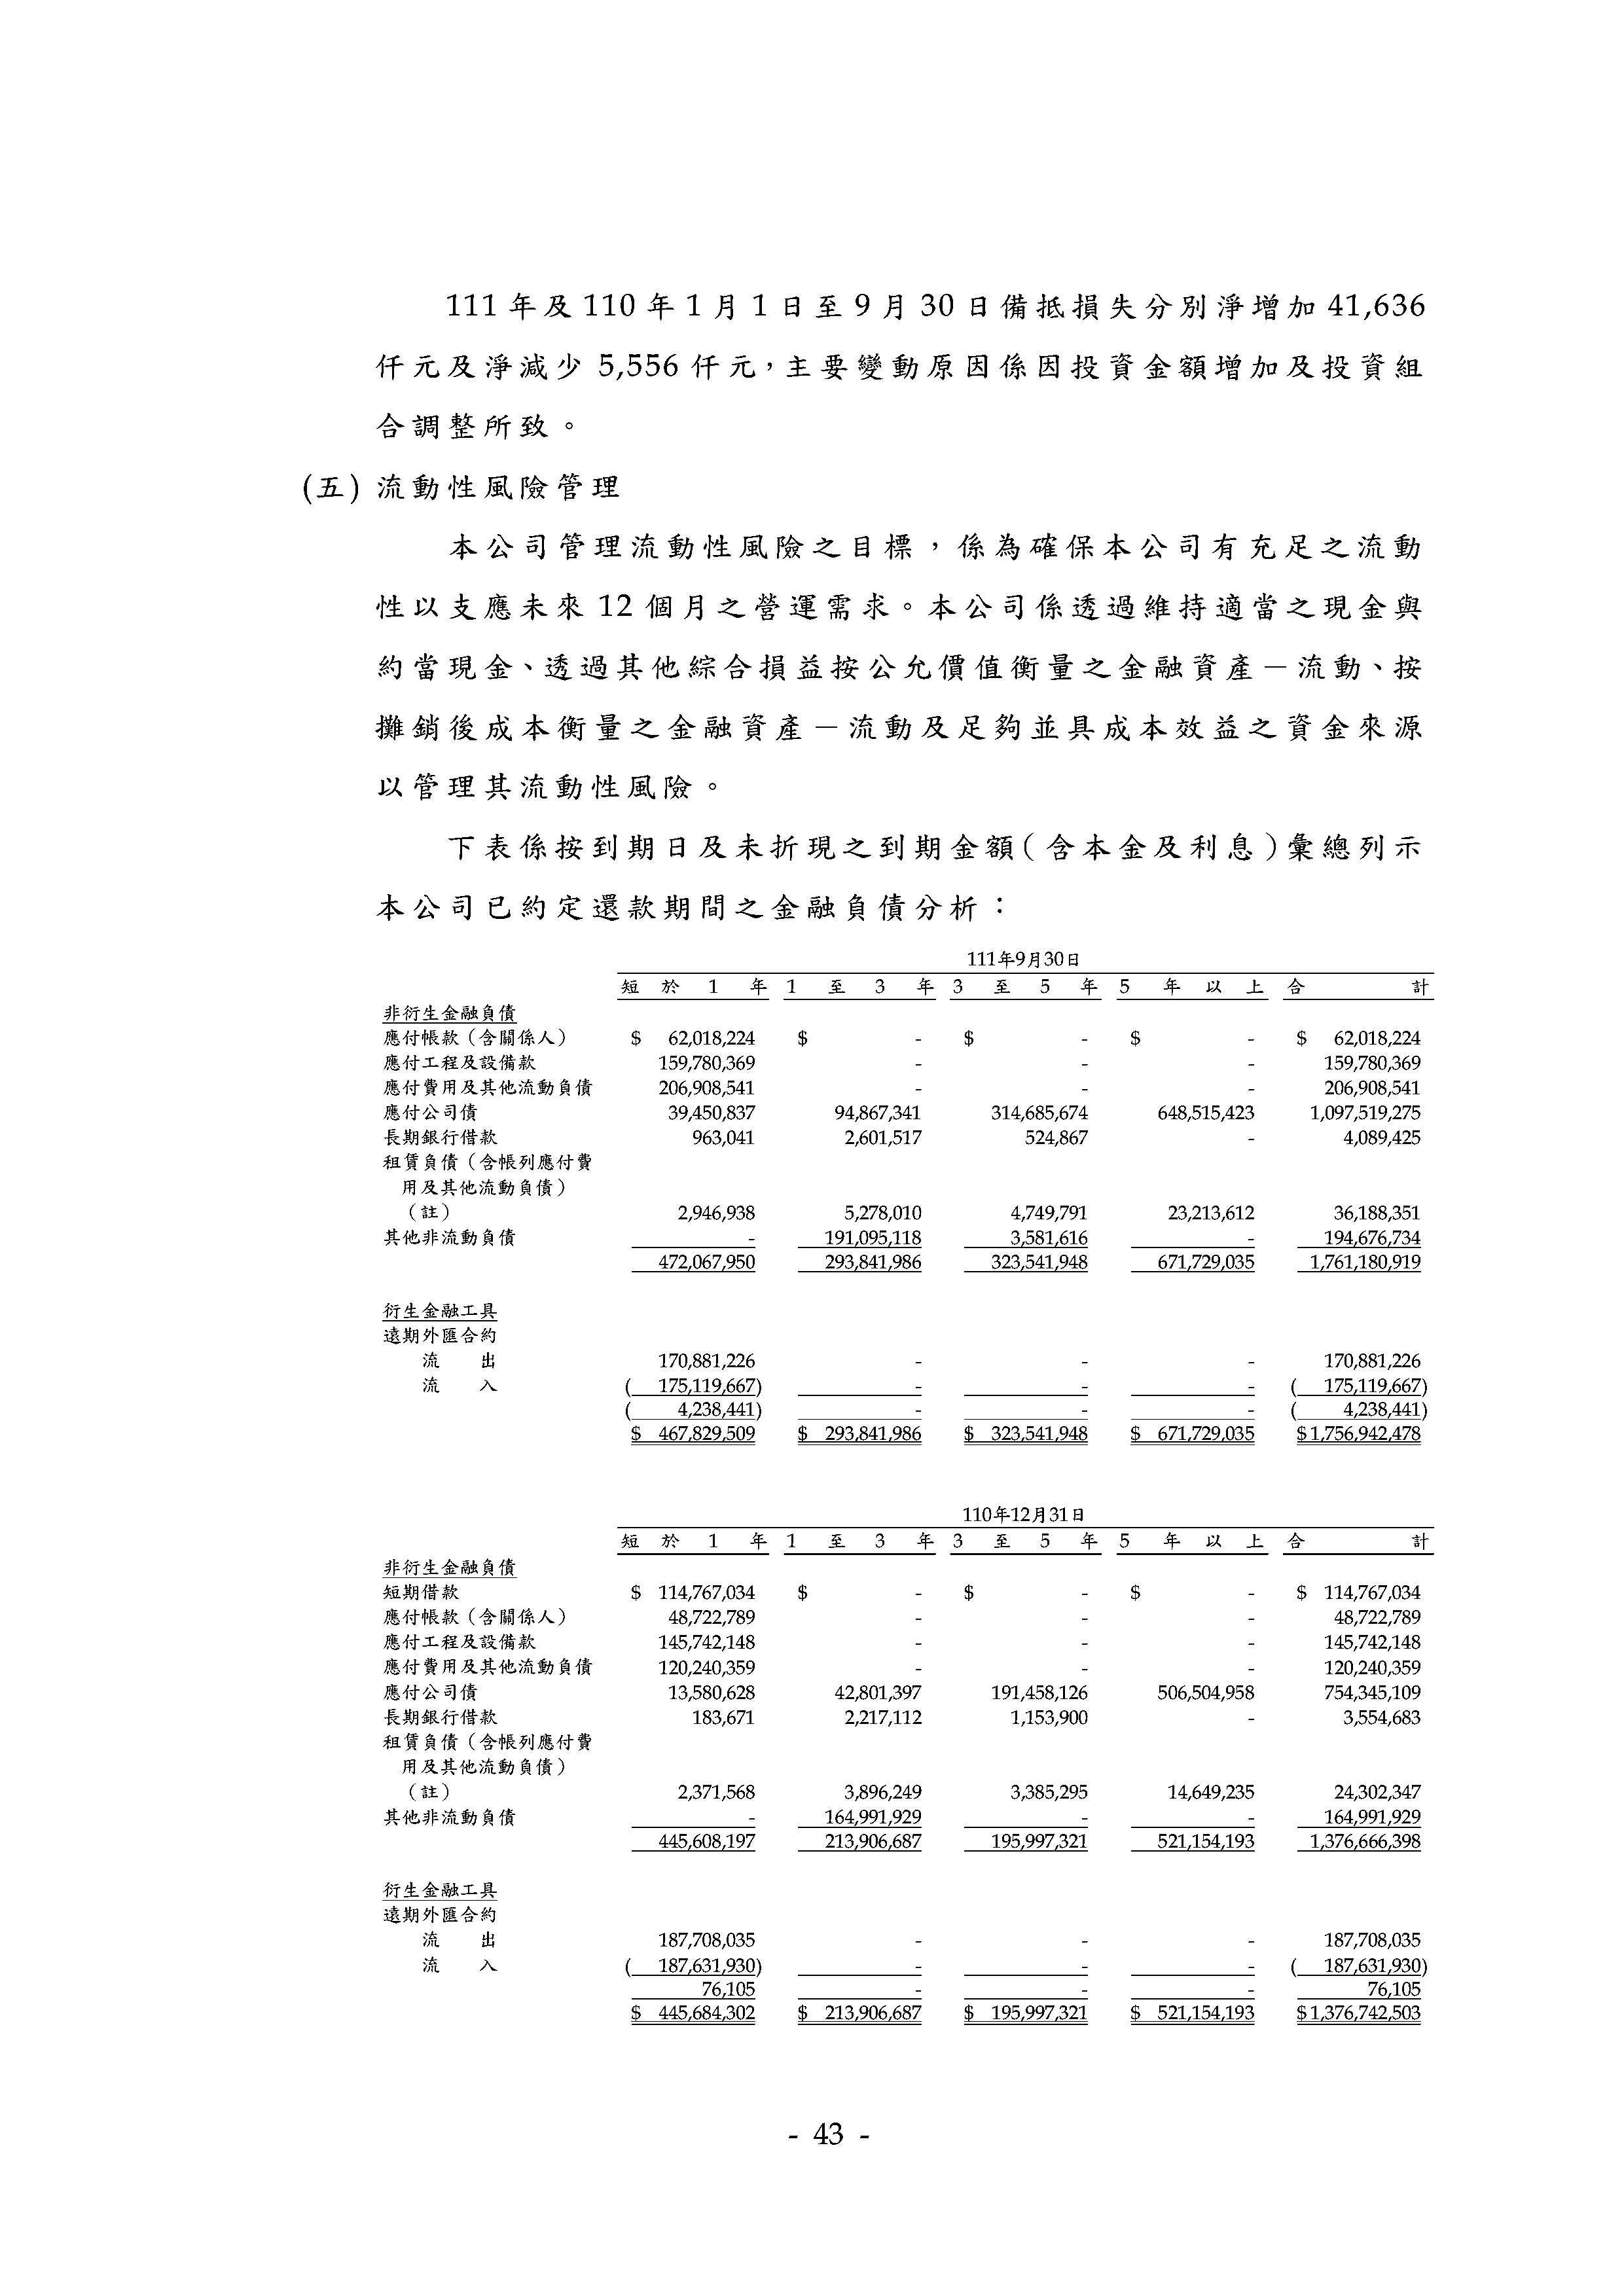 111 年及 110 年 1 月 1 日至 9 月 30 日備抵損失分別淨增加 41,636
仟元及淨減少 5,556 仟元，主要變動原因係因投資金額增加及投資組
合調整所致。
(五) 流動性風險管理
本公司管理流動性風險之目標，係為確保本公司有充足之流動
性以支應未來 12 個月之營運需求。本公司係透過維持適當之現金與
約當現金、透過其他綜合損益按公允價值衡量之金融資產－流動、按
攤銷後成本衡量之金融資產－流動及足夠並具成本效益之資金來源
以管理其流動性風險。
下表係按到期日及未折現之到期金額（含本金及利息）彙總列示
本公司已約定還款期間之金融負債分析：
111年9月30日
短於1年 1至3年 3至5年 5年以上 合計
非衍生金融負債
應付帳款（含關係人） $ 62,018,224 $ - $ - $ - $ 62,018,224
應付工程及設備款 159,780,369 - - - 159,780,369
應付費用及其他流動負債 206,908,541 - - - 206,908,541
應付公司債 39,450,837 94,867,341 314,685,674 648,515,423 1,097,519,275
長期銀行借款 963,041 2,601,517 524,867 - 4,089,425
租賃負債（含帳列應付費
用及其他流動負債）
（註） 2,946,938 5,278,010 4,749,791 23,213,612 36,188,351
其他非流動負債 - 191,095,118 3,581,616 - 194,676,734
472,067,950 293,841,986 323,541,948 671,729,035 1,761,180,919
衍生金融工具
遠期外匯合約
流出 170,881,226 - - - 170,881,226
流入 ( 175,119,667) - - - ( 175,119,667)
( 4,238,441) - - - ( 4,238,441)
$ 467,829,509 $ 293,841,986 $ 323,541,948 $ 671,729,035 $1,756,942,478
110年12月31日
短於1年 1至3年 3至5年 5年以上 合計
非衍生金融負債
短期借款 $ 114,767,034 $ - $ - $ - $ 114,767,034
應付帳款（含關係人） 48,722,789 - - - 48,722,789
應付工程及設備款 145,742,148 - - - 145,742,148
應付費用及其他流動負債 120,240,359 - - - 120,240,359
應付公司債 13,580,628 42,801,397 191,458,126 506,504,958 754,345,109
長期銀行借款 183,671 2,217,112 1,153,900 - 3,554,683
租賃負債（含帳列應付費
用及其他流動負債）
（註） 2,371,568 3,896,249 3,385,295 14,649,235 24,302,347
其他非流動負債 - 164,991,929 - - 164,991,929
445,608,197 213,906,687 195,997,321 521,154,193 1,376,666,398
衍生金融工具
遠期外匯合約
流出 187,708,035 - - - 187,708,035
流入 ( 187,631,930) - - - ( 187,631,930)
76,105 - - - 76,105
$ 445,684,302 $ 213,906,687 $ 195,997,321 $ 521,154,193 $1,376,742,503
- 43 -